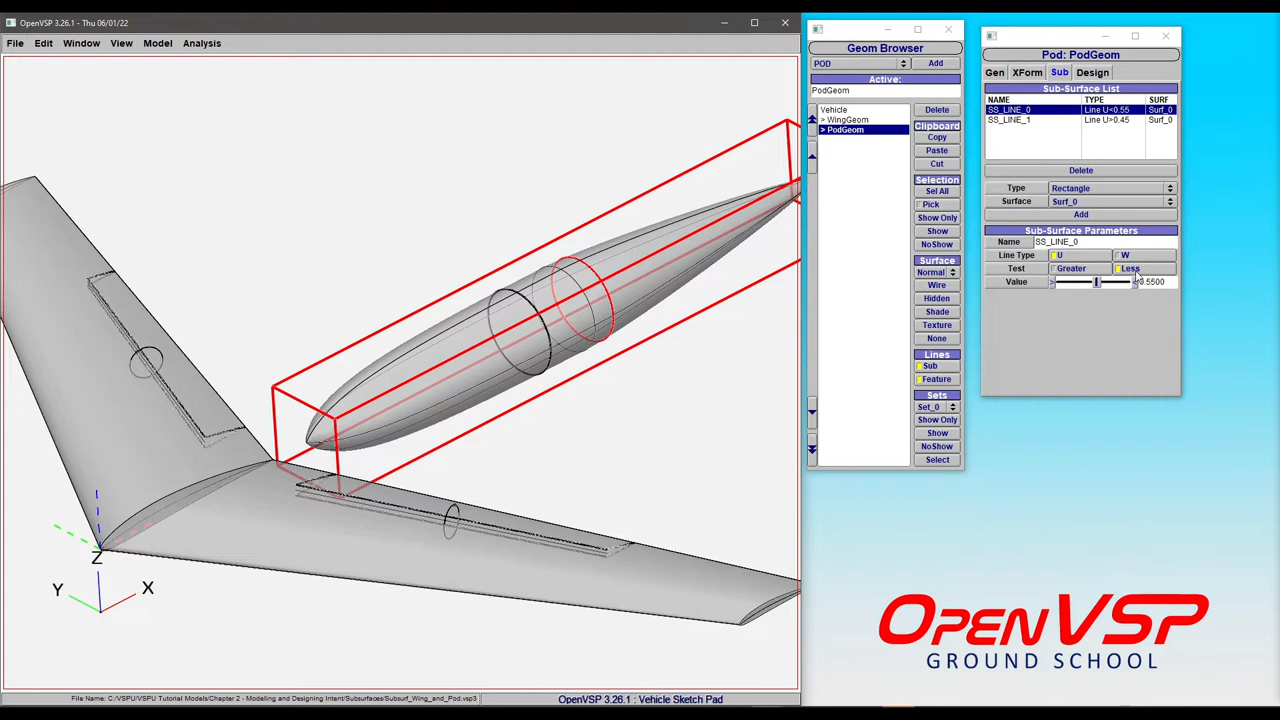 OpenVSP 3.26.1 : Thu 06/01/22
File Edit Window View Model Analysis
Z
Y
X
File Name: C:/VSPU/VSPU Tutorial Models/Chapter 2 - Modeling and Designing Intent/Subsurfaces/Subsurf_Wing_and_Pod.vsp3
OpenVSP 3.26.1 : Vehicle Sketch Pad
Geom Browser
POD
Add
Active:
PodGeom
Vehicle
> WingGeom
> PodGeom
Delete
Clipboard
Copy
Paste
Cut
Selection
Sel All
Pick
Show Only
Show
NoShow
Surface
Normal
Wire
Hidden
Shade
Texture
None
Lines
Sub
Feature
Sets
Set_0
Show Only
Show
NoShow
Select
Pod: PodGeom
Gen XForm Sub Design
Sub-Surface List
NAME TYPE SURF
SS_LINE_0 Line U<0.55 Surf_0
SS_LINE_1 Line U>0.45 Surf_0
Delete
Type Rectangle
Surface Surf_0
Add
Sub-Surface Parameters
Name SS_LINE_0
Line Type U W
Test Greater Less
Value > < 0.5500
OPENVSP
GROUND SCHOOL